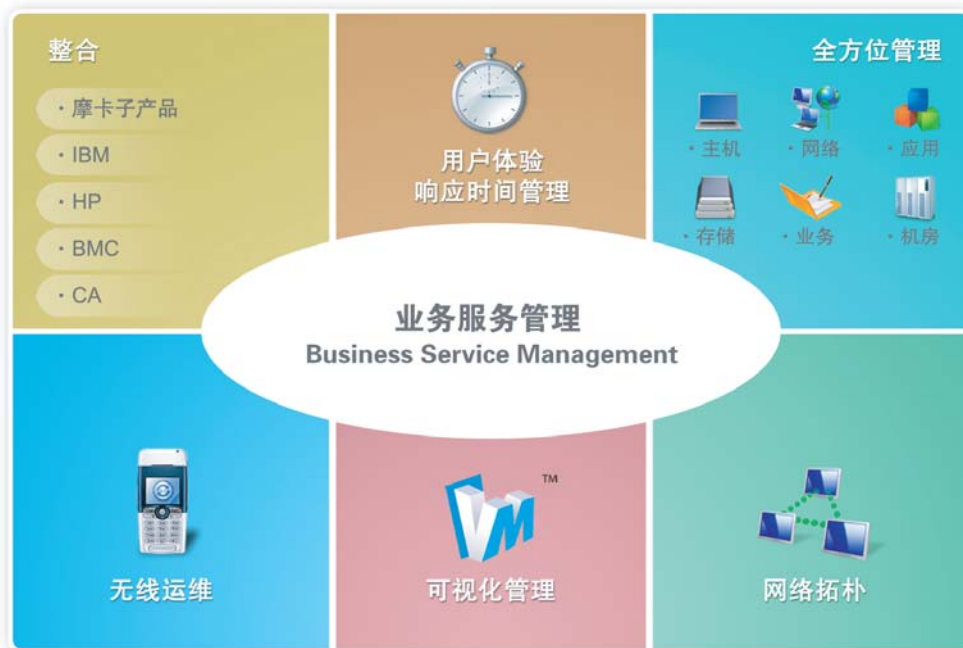 整合
· 摩卡子产品
· IBM
· HP
· BMC
· CA
用户体验
响应时间管理
全方位管理
· 主机
· 网络
· 应用
· 存储
· 业务
· 机房
业务服务管理
Business Service Management
无线运维
VM™
可视化管理
网络拓朴